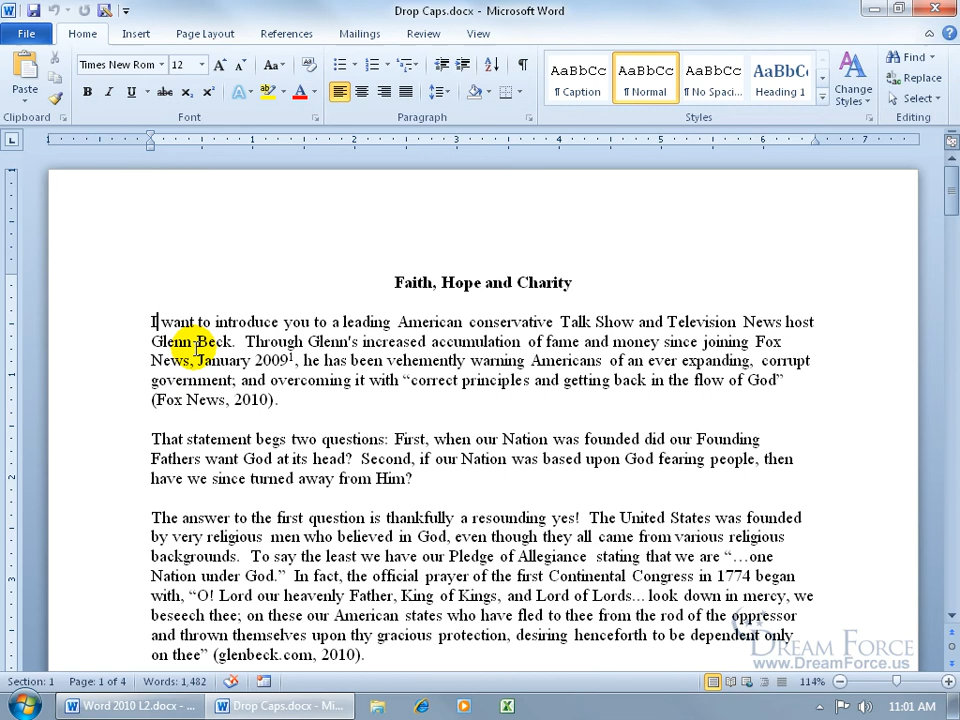 Drop Caps.docx - Microsoft Word
File Home Insert Page Layout References Mailings Review View
Paste
Times New Rom 12
Aa
B I U abc x₂ x² A ab A
AaBbCc AaBbCc AaBbCc AaBbC
¶ Caption ¶ Normal ¶ No Spaci... Heading 1
Change Styles
Find
Replace
Select
Clipboard Font Paragraph Styles Editing
1 1 2 3 4 5 6 7
Faith, Hope and Charity
I want to introduce you to a leading American conservative Talk Show and Television News host
Glenn Beck. Through Glenn's increased accumulation of fame and money since joining Fox
News, January 2009¹, he has been vehemently warning Americans of an ever expanding, corrupt
government; and overcoming it with “correct principles and getting back in the flow of God”
(Fox News, 2010).
That statement begs two questions: First, when our Nation was founded did our Founding
Fathers want God at its head? Second, if our Nation was based upon God fearing people, then
have we since turned away from Him?
The answer to the first question is thankfully a resounding yes! The United States was founded
by very religious men who believed in God, even though they all came from various religious
backgrounds. To say the least we have our Pledge of Allegiance stating that we are “…one
Nation under God.” In fact, the official prayer of the first Continental Congress in 1774 began
with, “O! Lord our heavenly Father, King of Kings, and Lord of Lords... look down in mercy, we
beseech thee; on these our American states who have fled to thee from the rod of the oppressor
and thrown themselves upon thy gracious protection, desiring henceforth to be dependent only
on thee” (glenbeck.com, 2010).
DREAM FORCE
www.DreamForce.us
Section: 1 Page: 1 of 4 Words: 1,482 114%
Word 2010 L2.docx - ... Drop Caps.docx - Mi... 11:01 AM